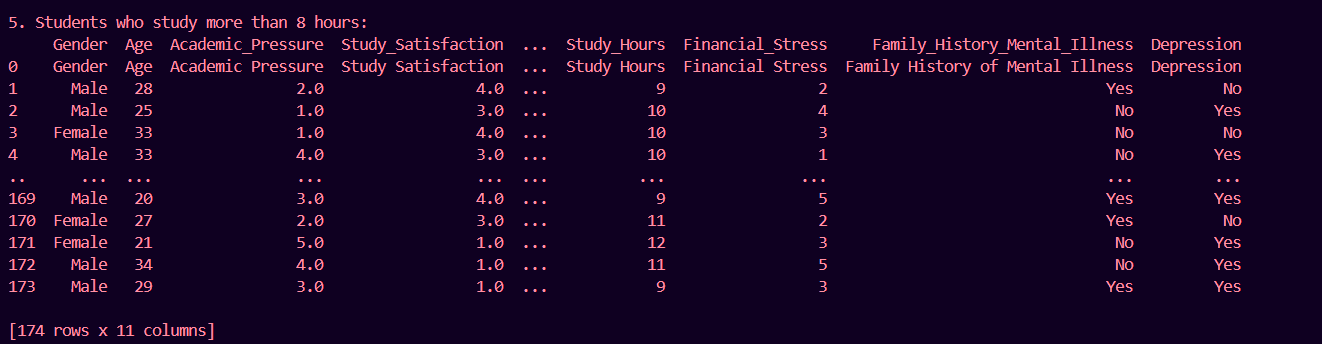 5. Students who study more than 8 hours:
     Gender  Age  Academic_Pressure  Study_Satisfaction  ...  Study_Hours  Financial_Stress     Family_History_Mental_Illness  Depression
0    Gender  Age  Academic Pressure  Study Satisfaction  ...  Study Hours  Financial Stress  Family History of Mental Illness  Depression
1      Male   28                2.0                 4.0  ...            9                 2                               Yes          No
2      Male   25                1.0                 3.0  ...           10                 4                                No         Yes
3    Female   33                1.0                 4.0  ...           10                 3                                No          No
4      Male   33                4.0                 3.0  ...           10                 1                                No         Yes
..      ...  ...                ...                 ...  ...          ...               ...                               ...         ...
169    Male   20                3.0                 4.0  ...            9                 5                               Yes         Yes
170  Female   27                2.0                 3.0  ...           11                 2                               Yes          No
171  Female   21                5.0                 1.0  ...           12                 3                                No         Yes
172    Male   34                4.0                 1.0  ...           11                 5                                No         Yes
173    Male   29                3.0                 1.0  ...            9                 3                               Yes         Yes
[174 rows x 11 columns]